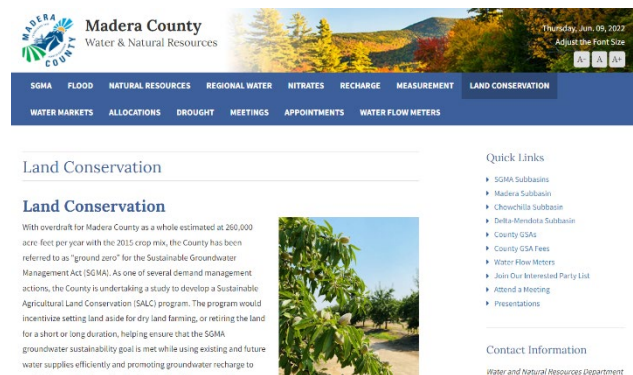 MADERA COUNTY
Madera County
Water & Natural Resources
Thursday, Jun. 09, 2022
Adjust the Font Size
A- A A+
SGMA FLOOD NATURAL RESOURCES REGIONAL WATER NITRATES RECHARGE MEASUREMENT LAND CONSERVATION
WATER MARKETS ALLOCATIONS DROUGHT MEETINGS APPOINTMENTS WATER FLOW METERS
Land Conservation
Land Conservation
With overdraft for Madera County as a whole estimated at 260,000
acre-feet per year with the 2015 crop mix, the County has been
referred to as "ground zero" for the Sustainable Groundwater
Management Act (SGMA). As one of several demand management
actions, the County is undertaking a study to develop a Sustainable
Agricultural Land Conservation (SALC) program. The program would
incentivize setting land aside for dry land farming, or retiring the land
for a short or long duration, helping ensure that the SGMA
groundwater sustainability goal is met while using existing and future
water supplies efficiently and promoting groundwater recharge to
Quick Links
SGMA Subbasins
Madera Subbasin
Chowchilla Subbasin
Delta-Mendota Subbasin
County GSAs
County GSA Fees
Water Flow Meters
Join Our Interested Party List
Attend a Meeting
Presentations
Contact Information
Water and Natural Resources Department